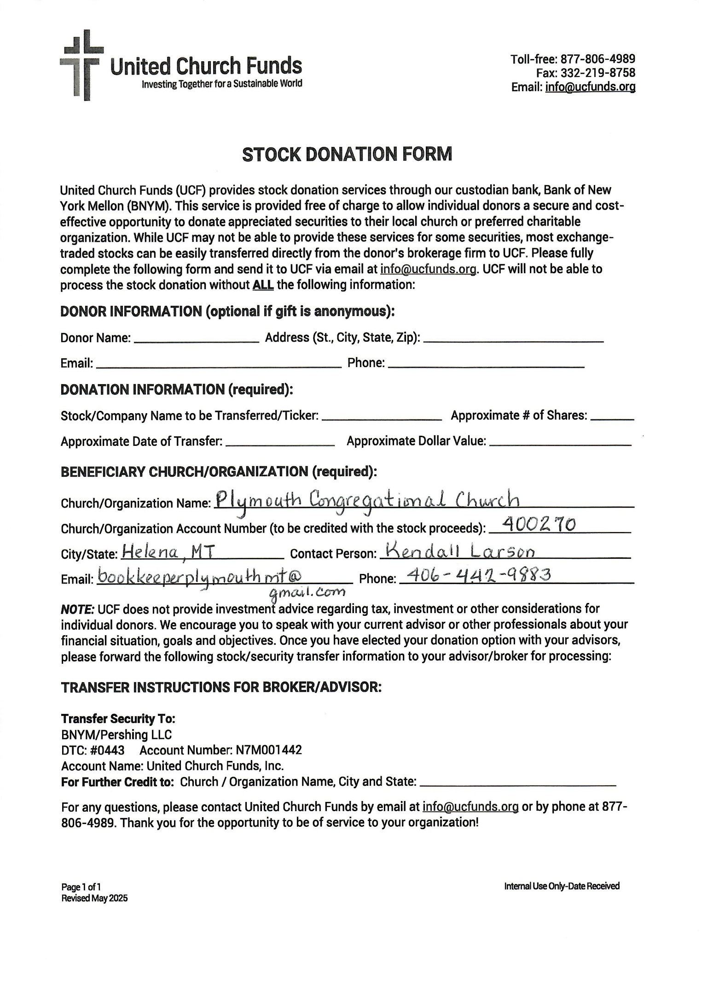 United Church Funds
Investing Together for a Sustainable World
Toll-free: 877-806-4989
Fax: 332-219-8758
Email: info@ucfunds.org
STOCK DONATION FORM
United Church Funds (UCF) provides stock donation services through our custodian bank, Bank of New
York Mellon (BNYM). This service is provided free of charge to allow individual donors a secure and cost-
effective opportunity to donate appreciated securities to their local church or preferred charitable
organization. While UCF may not be able to provide these services for some securities, most exchange-
traded stocks can be easily transferred directly from the donor's brokerage firm to UCF. Please fully
complete the following form and send it to UCF via email at info@ucfunds.org. UCF will not be able to
process the stock donation without ALL the following information:
DONOR INFORMATION (optional if gift is anonymous):
Donor Name: Address (St., City, State, Zip):
Email: Phone:
DONATION INFORMATION (required):
Stock/Company Name to be Transferred/Ticker: Approximate # of Shares:
Approximate Date of Transfer: Approximate Dollar Value:
BENEFICIARY CHURCH/ORGANIZATION (required):
Church/Organization Name: Plymouth Congregational Church
Church/Organization Account Number (to be credited with the stock proceeds): 400270
City/State: Helena, MT Contact Person: Kendall Larson
Email: bookkeeperplymouthmt@ Phone: 406-442-9883
gmail.com
NOTE: UCF does not provide investment advice regarding tax, investment or other considerations for
individual donors. We encourage you to speak with your current advisor or other professionals about your
financial situation, goals and objectives. Once you have elected your donation option with your advisors,
please forward the following stock/security transfer information to your advisor/broker for processing:
TRANSFER INSTRUCTIONS FOR BROKER/ADVISOR:
Transfer Security To:
BNYM/Pershing LLC
DTC: #0443 Account Number: N7M001442
Account Name: United Church Funds, Inc.
For Further Credit to: Church / Organization Name, City and State:
For any questions, please contact United Church Funds by email at info@ucfunds.org or by phone at 877-
806-4989. Thank you for the opportunity to be of service to your organization!
Page 1 of 1
Revised May 2025
Internal Use Only-Date Received